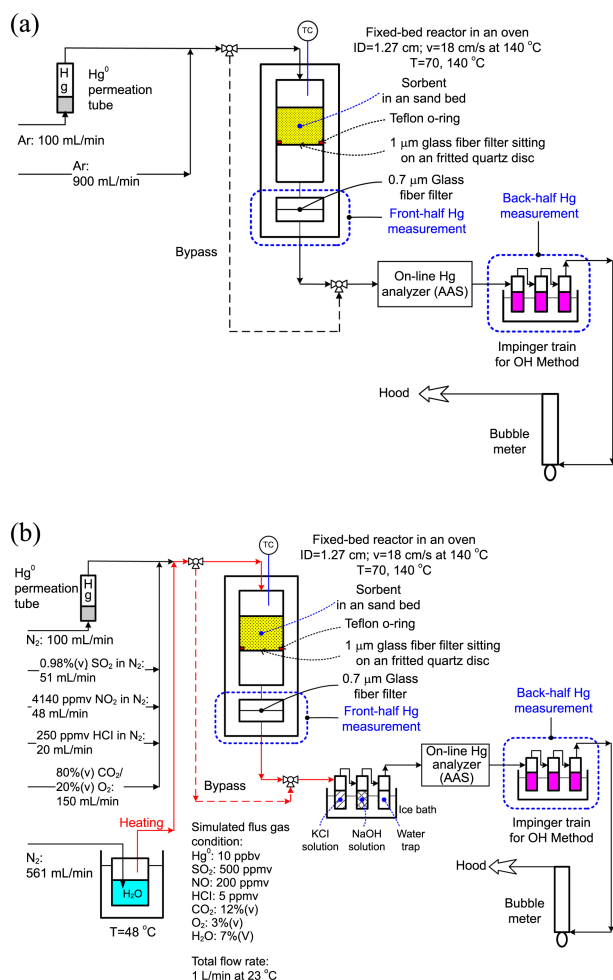 (a)
TC
Fixed-bed reactor in an oven
ID=1.27 cm; v=18 cm/s at 140 °C
T=70, 140 °C
Hg
Hg⁰
permeation
tube
Sorbent
in an sand bed
Teflon o-ring
1 μm glass fiber filter sitting
on an fritted quartz disc
Ar: 100 mL/min
Ar:
900 mL/min
0.7 μm Glass
fiber filter
Front-half Hg
measurement
Back-half Hg
measurement
Bypass
On-line Hg
analyzer (AAS)
Impinger train
for OH Method
Hood
Bubble
meter
(b)
TC
Fixed-bed reactor in an oven
ID=1.27 cm; v=18 cm/s at 140 °C
T=70, 140 °C
Hg⁰
permeation
tube
Hg
Sorbent
in an sand bed
Teflon o-ring
1 μm glass fiber filter sitting
on an fritted quartz disc
N₂: 100 mL/min
0.98%(v) SO₂ in N₂:
51 mL/min
4140 ppmv NO₂ in N₂:
48 mL/min
250 ppmv HCl in N₂:
20 mL/min
80%(v) CO₂/
20%(v) O₂:
150 mL/min
0.7 μm Glass
fiber filter
Front-half Hg
measurement
Back-half Hg
measurement
Bypass
On-line Hg
analyzer
(AAS)
Ice bath
KCl
solution
NaOH
solution
Water
trap
Impinger train
for OH Method
Heating
N₂:
561 mL/min
H₂O
T=48 °C
Simulated flus gas
condition:
Hg⁰: 10 ppbv
SO₂: 500 ppmv
NO: 200 ppmv
HCl: 5 ppmv
CO₂: 12%(v)
O₂: 3%(v)
H₂O: 7%(V)
Total flow rate:
1 L/min at 23 °C
Hood
Bubble
meter